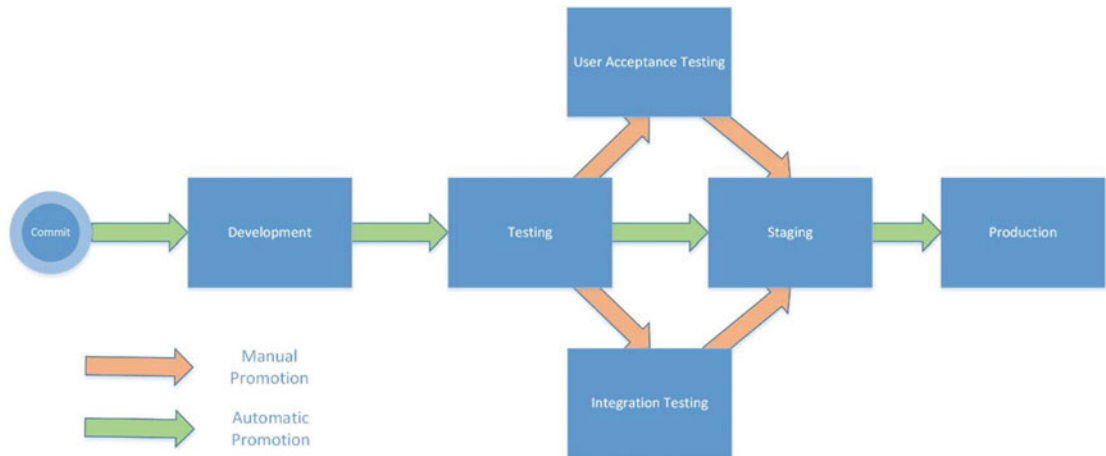 User Acceptance Testing
Commit
Development
Testing
Staging
Production
Integration Testing
Manual
Promotion
Automatic
Promotion